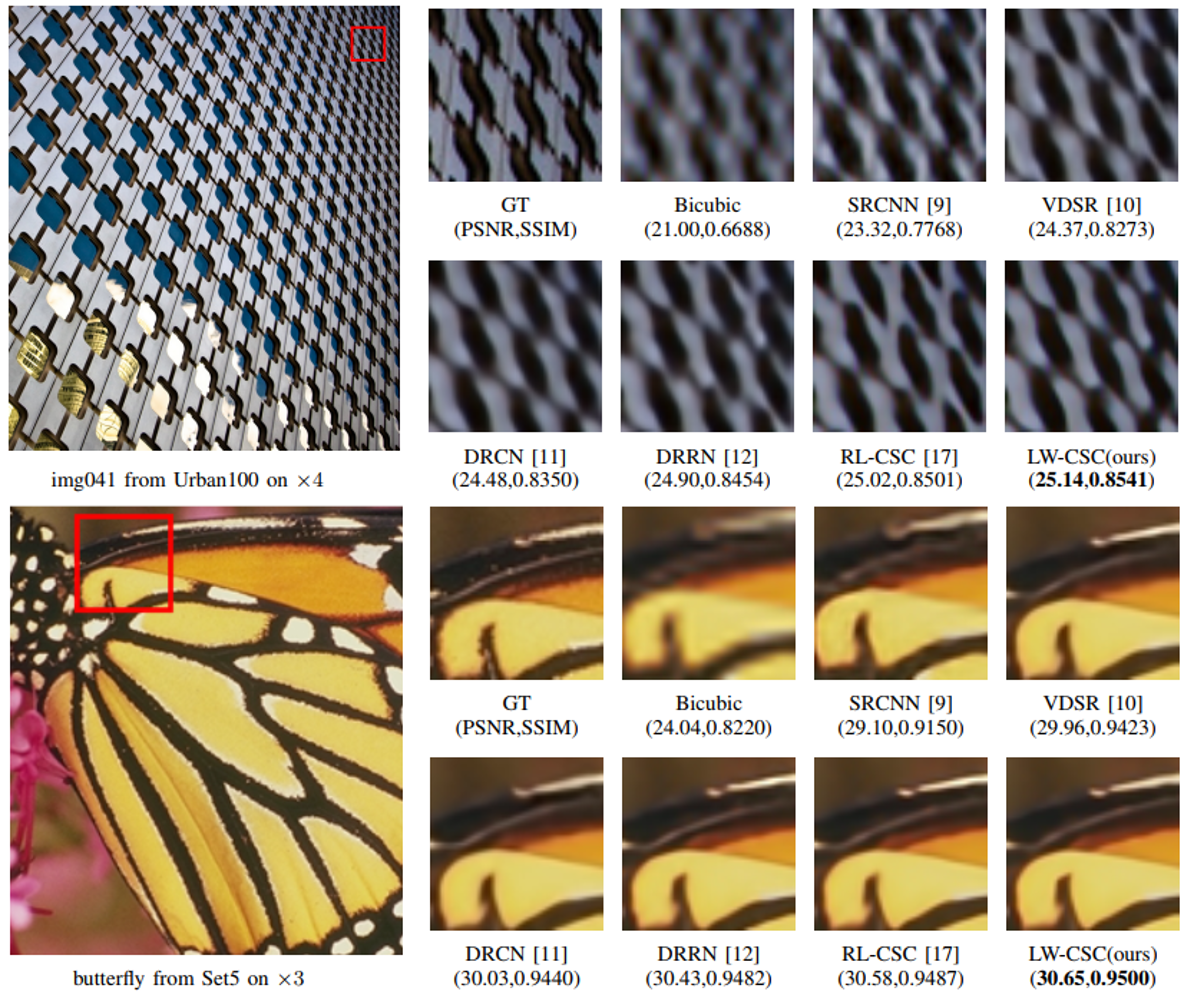 GT
(PSNR,SSIM)
Bicubic
(21.00,0.6688)
SRCNN [9]
(23.32,0.7768)
VDSR [10]
(24.37,0.8273)
DRCN [11]
(24.48,0.8350)
DRRN [12]
(24.90,0.8454)
RL-CSC [17]
(25.02,0.8501)
LW-CSC(ours)
(25.14,0.8541)
img041 from Urban100 on ×4
GT
(PSNR,SSIM)
Bicubic
(24.04,0.8220)
SRCNN [9]
(29.10,0.9150)
VDSR [10]
(29.96,0.9423)
DRCN [11]
(30.03,0.9440)
DRRN [12]
(30.43,0.9482)
RL-CSC [17]
(30.58,0.9487)
LW-CSC(ours)
(30.65,0.9500)
butterfly from Set5 on ×3